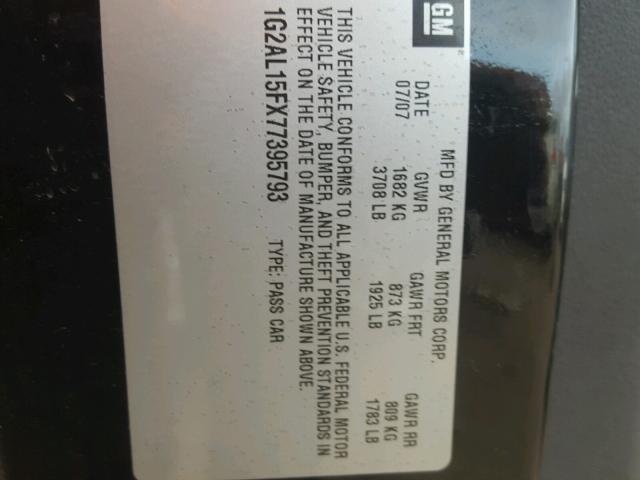 GM
MFD BY GENERAL MOTORS CORP.
DATE GVWR GAWR FRT GAWR RR
07/07 1682 KG 873 KG 809 KG
3708 LB 1925 LB 1783 LB
THIS VEHICLE CONFORMS TO ALL APPLICABLE U.S. FEDERAL MOTOR
VEHICLE SAFETY, BUMPER, AND THEFT PREVENTION STANDARDS IN
EFFECT ON THE DATE OF MANUFACTURE SHOWN ABOVE.
1G2AL15FX77395793 TYPE: PASS CAR